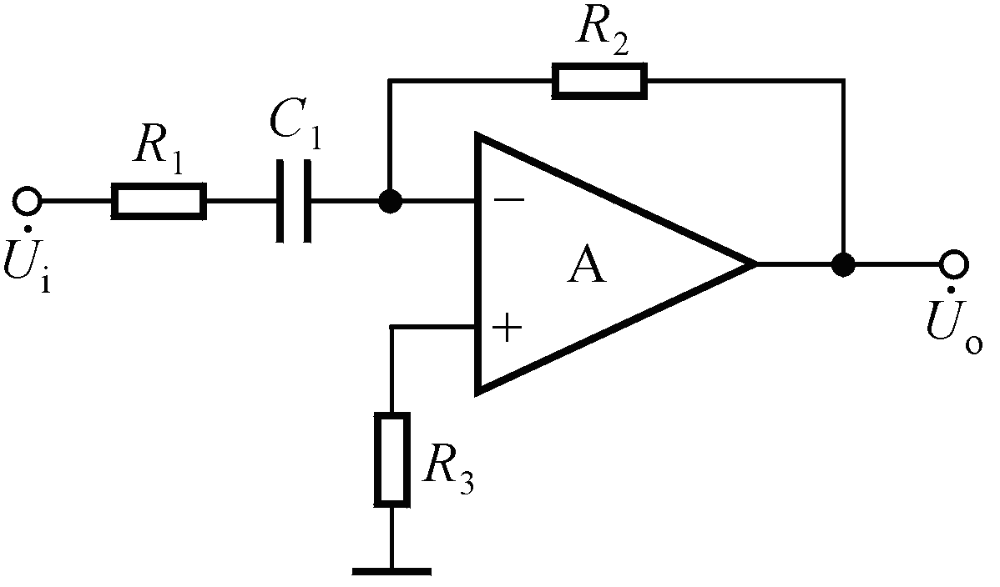 R₂
C₁
R₁
−
A
U̇ᵢ
+
U̇ₒ
R₃